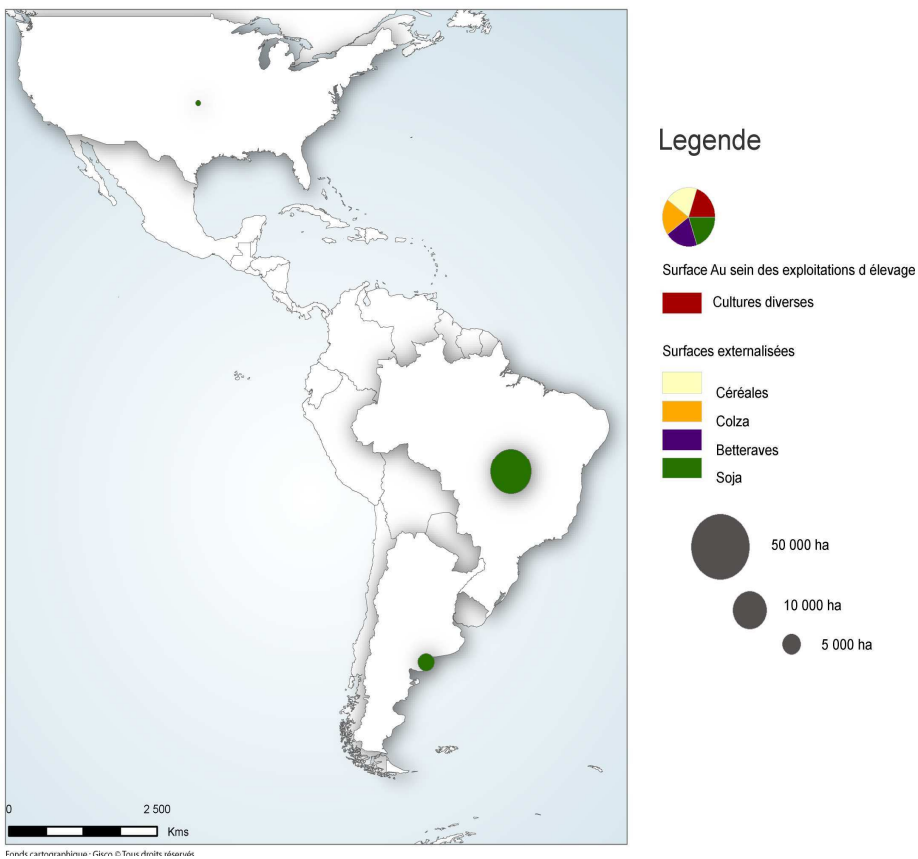 Legende
Surface Au sein des exploitations d élevage
Cultures diverses
Surfaces externalisées
Céréales
Colza
Betteraves
Soja
50 000 ha
10 000 ha
5 000 ha
0 2 500
Kms
Fonds cartographique : Gisco © Tous droits réservés